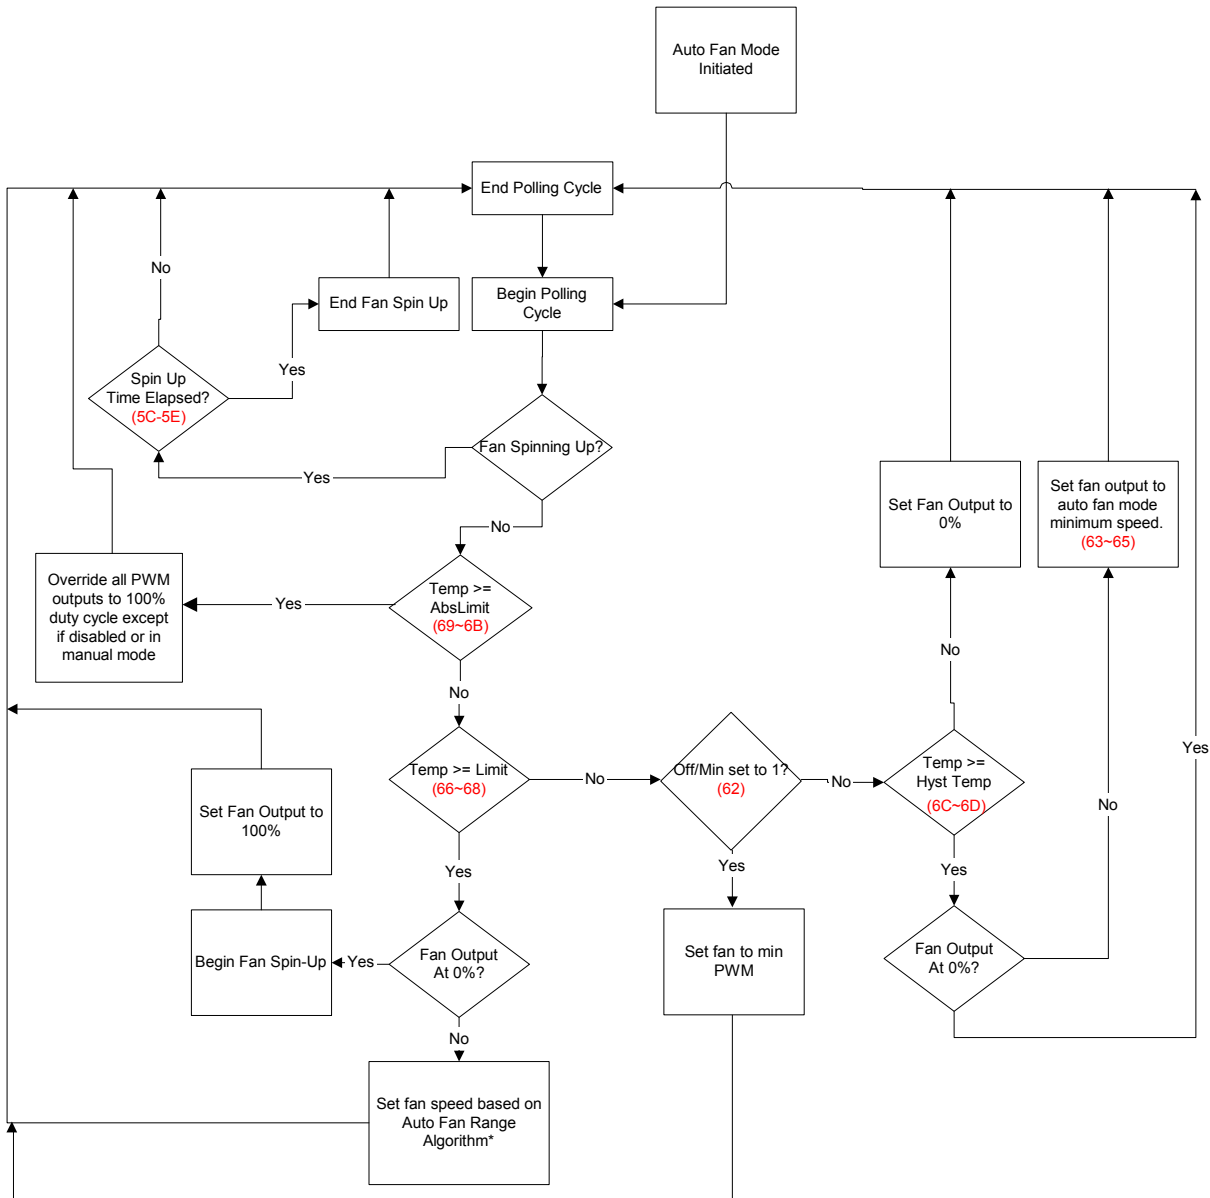 Auto Fan Mode
Initiated
End Polling Cycle
No
End Fan Spin Up
Begin Polling
Cycle
Yes
Spin Up
Time Elapsed?
(5C-5E)
Fan Spinning Up?
Yes
No
Set Fan Output to
0%
Set fan output to
auto fan mode
minimum speed.
(63~65)
Override all PWM
outputs to 100%
duty cycle except
if disabled or in
manual mode
Yes
Temp >=
AbsLimit
(69~6B)
No
No
Temp >= Limit
(66~68)
No
Off/Min set to 1?
(62)
No
Temp >=
Hyst Temp
(6C~6D)
No
Yes
Set Fan Output to
100%
Yes
Yes
Yes
Begin Fan Spin-Up
Yes
Fan Output
At 0%?
Set fan to min
PWM
Fan Output
At 0%?
No
Set fan speed based on
Auto Fan Range
Algorithm*